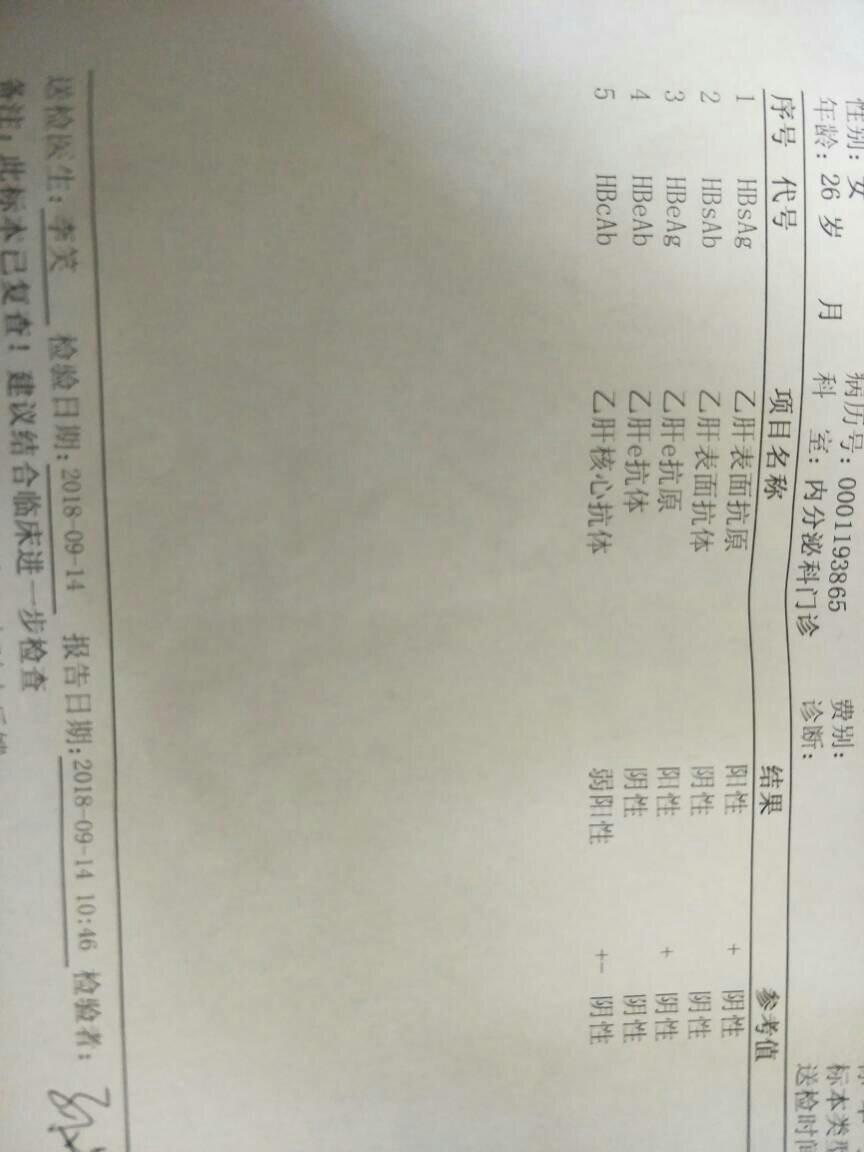 性别: 女 病历号: 0001193865 费别:
年龄: 26 岁 月 科 室: 内分泌科门诊 诊断: 标本类型
送检时间
序号 代号 项目名称 结果 参考值
1 HBsAg 乙肝表面抗原 阳性 + 阴性
2 HBsAb 乙肝表面抗体 阴性 阴性
3 HBeAg 乙肝e抗原 阳性 + 阴性
4 HBeAb 乙肝e抗体 阴性 阴性
5 HBcAb 乙肝核心抗体 弱阳性 +- 阴性
送检医生: 李笑 检验日期: 2018-09-14 报告日期: 2018-09-14 10:46 检验者:
备注: 此标本已复查! 建议结合临床进一步检查